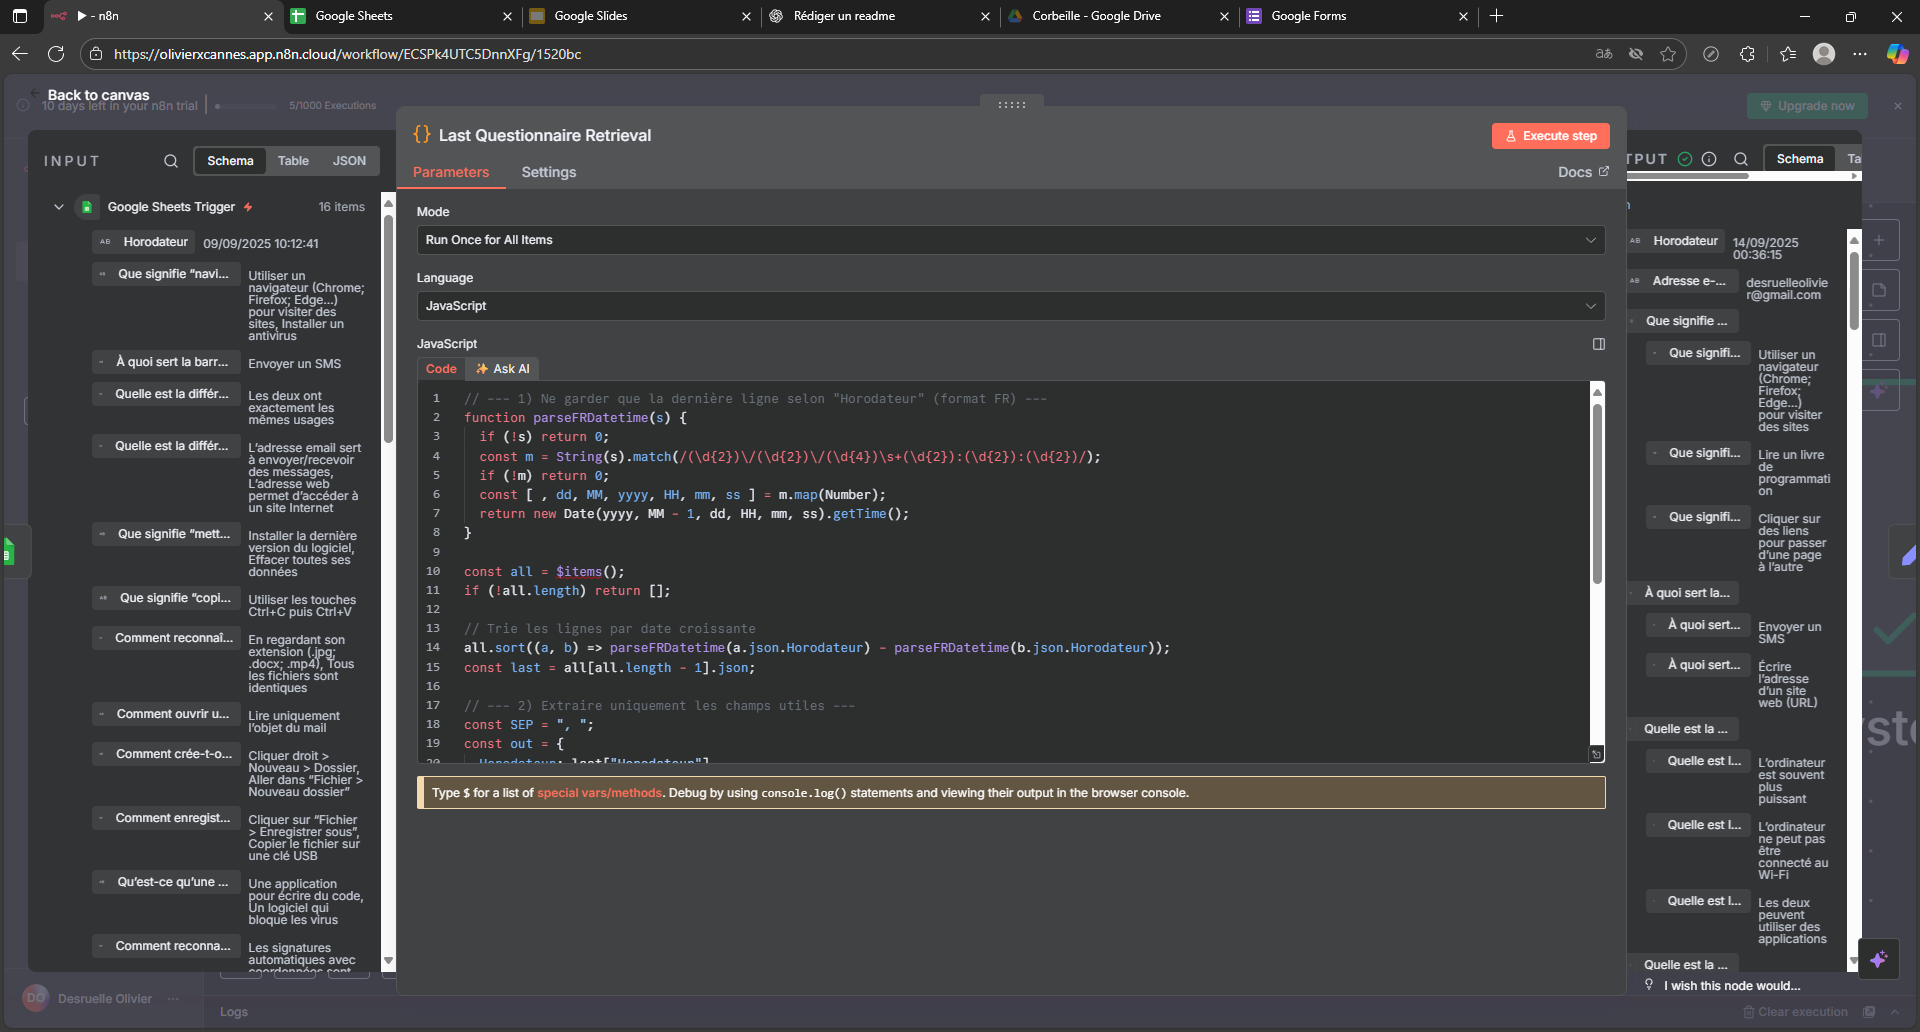 - n8n
Google Sheets
Google Slides
Rédiger un readme
Corbeille - Google Drive
Google Forms
https://olivierxcannes.app.n8n.cloud/workflow/ECSPk4UTC5DnnXFg/1520bc
Back to canvas
10 days left in your n8n trial
5/1000 Executions
Upgrade now
INPUT
Schema
Table
JSON
Google Sheets Trigger
16 items
Horodateur
09/09/2025 10:12:41
Que signifie “navi...
Utiliser un
navigateur (Chrome;
Firefox; Edge...)
pour visiter des
sites, Installer un
antivirus
À quoi sert la barr...
Envoyer un SMS
Quelle est la différ...
Les deux ont
exactement les
mêmes usages
Quelle est la différ...
L’adresse email sert
à envoyer/recevoir
des messages,
L’adresse web
permet d’accéder à
un site Internet
Que signifie “mett...
Installer la dernière
version du logiciel,
Effacer toutes ses
données
Que signifie “copi...
Utiliser les touches
Ctrl+C puis Ctrl+V
Comment reconnaî...
En regardant son
extension (.jpg;
.docx; .mp4), Tous
les fichiers sont
identiques
Comment ouvrir u...
Lire uniquement
l’objet du mail
Comment crée-t-o...
Cliquer droit >
Nouveau > Dossier,
Aller dans “Fichier >
Nouveau dossier”
Comment enregist...
Cliquer sur “Fichier
> Enregistrer sous”,
Copier le fichier sur
une clé USB
Qu’est-ce qu’une ...
Une application
pour écrire du code,
Un logiciel qui
bloque les virus
Comment reconna...
Les signatures
automatiques avec
coordonnées sont
Last Questionnaire Retrieval
Execute step
Parameters
Settings
Docs
Mode
Run Once for All Items
Language
JavaScript
JavaScript
Code
Ask AI
1 // --- 1) Ne garder que la dernière ligne selon "Horodateur" (format FR) ---
2 function parseFRDatetime(s) {
3 if (!s) return 0;
4 const m = String(s).match(/(\d{2})\/(\d{2})\/(\d{4})\s+(\d{2}):(\d{2}):(\d{2})/);
5 if (!m) return 0;
6 const [ , dd, MM, yyyy, HH, mm, ss ] = m.map(Number);
7 return new Date(yyyy, MM - 1, dd, HH, mm, ss).getTime();
8 }
9
10 const all = $items();
11 if (!all.length) return [];
12
13 // Trie les lignes par date croissante
14 all.sort((a, b) => parseFRDatetime(a.json.Horodateur) - parseFRDatetime(b.json.Horodateur));
15 const last = all[all.length - 1].json;
16
17 // --- 2) Extraire uniquement les champs utiles ---
18 const SEP = ", ";
19 const out = {
20 Horodateur: last["Horodateur"]
Type $ for a list of special vars/methods. Debug by using console.log() statements and viewing their output in the browser console.
TPUT
Schema
Ta
Horodateur
14/09/2025
00:36:15
Adresse e-...
desruelleolivie
r@gmail.com
Que signifie ...
Que signifi...
Utiliser un
navigateur
(Chrome;
Firefox;
Edge...)
pour visiter
des sites
Que signifi...
Lire un livre
de
programmati
on
Que signifi...
Cliquer sur
des liens
pour passer
d’une page
à l’autre
À quoi sert la...
À quoi sert...
Envoyer un
SMS
À quoi sert...
Écrire
l’adresse
d’un site
web (URL)
Quelle est la ...
Quelle est l...
L’ordinateur
est souvent
plus
puissant
Quelle est l...
L’ordinateur
ne peut pas
être
connecté au
Wi-Fi
Quelle est l...
Les deux
peuvent
utiliser des
applications
Quelle est la ...
I wish this node would...
yst
DO
Desruelle Olivier
Logs
Clear execution